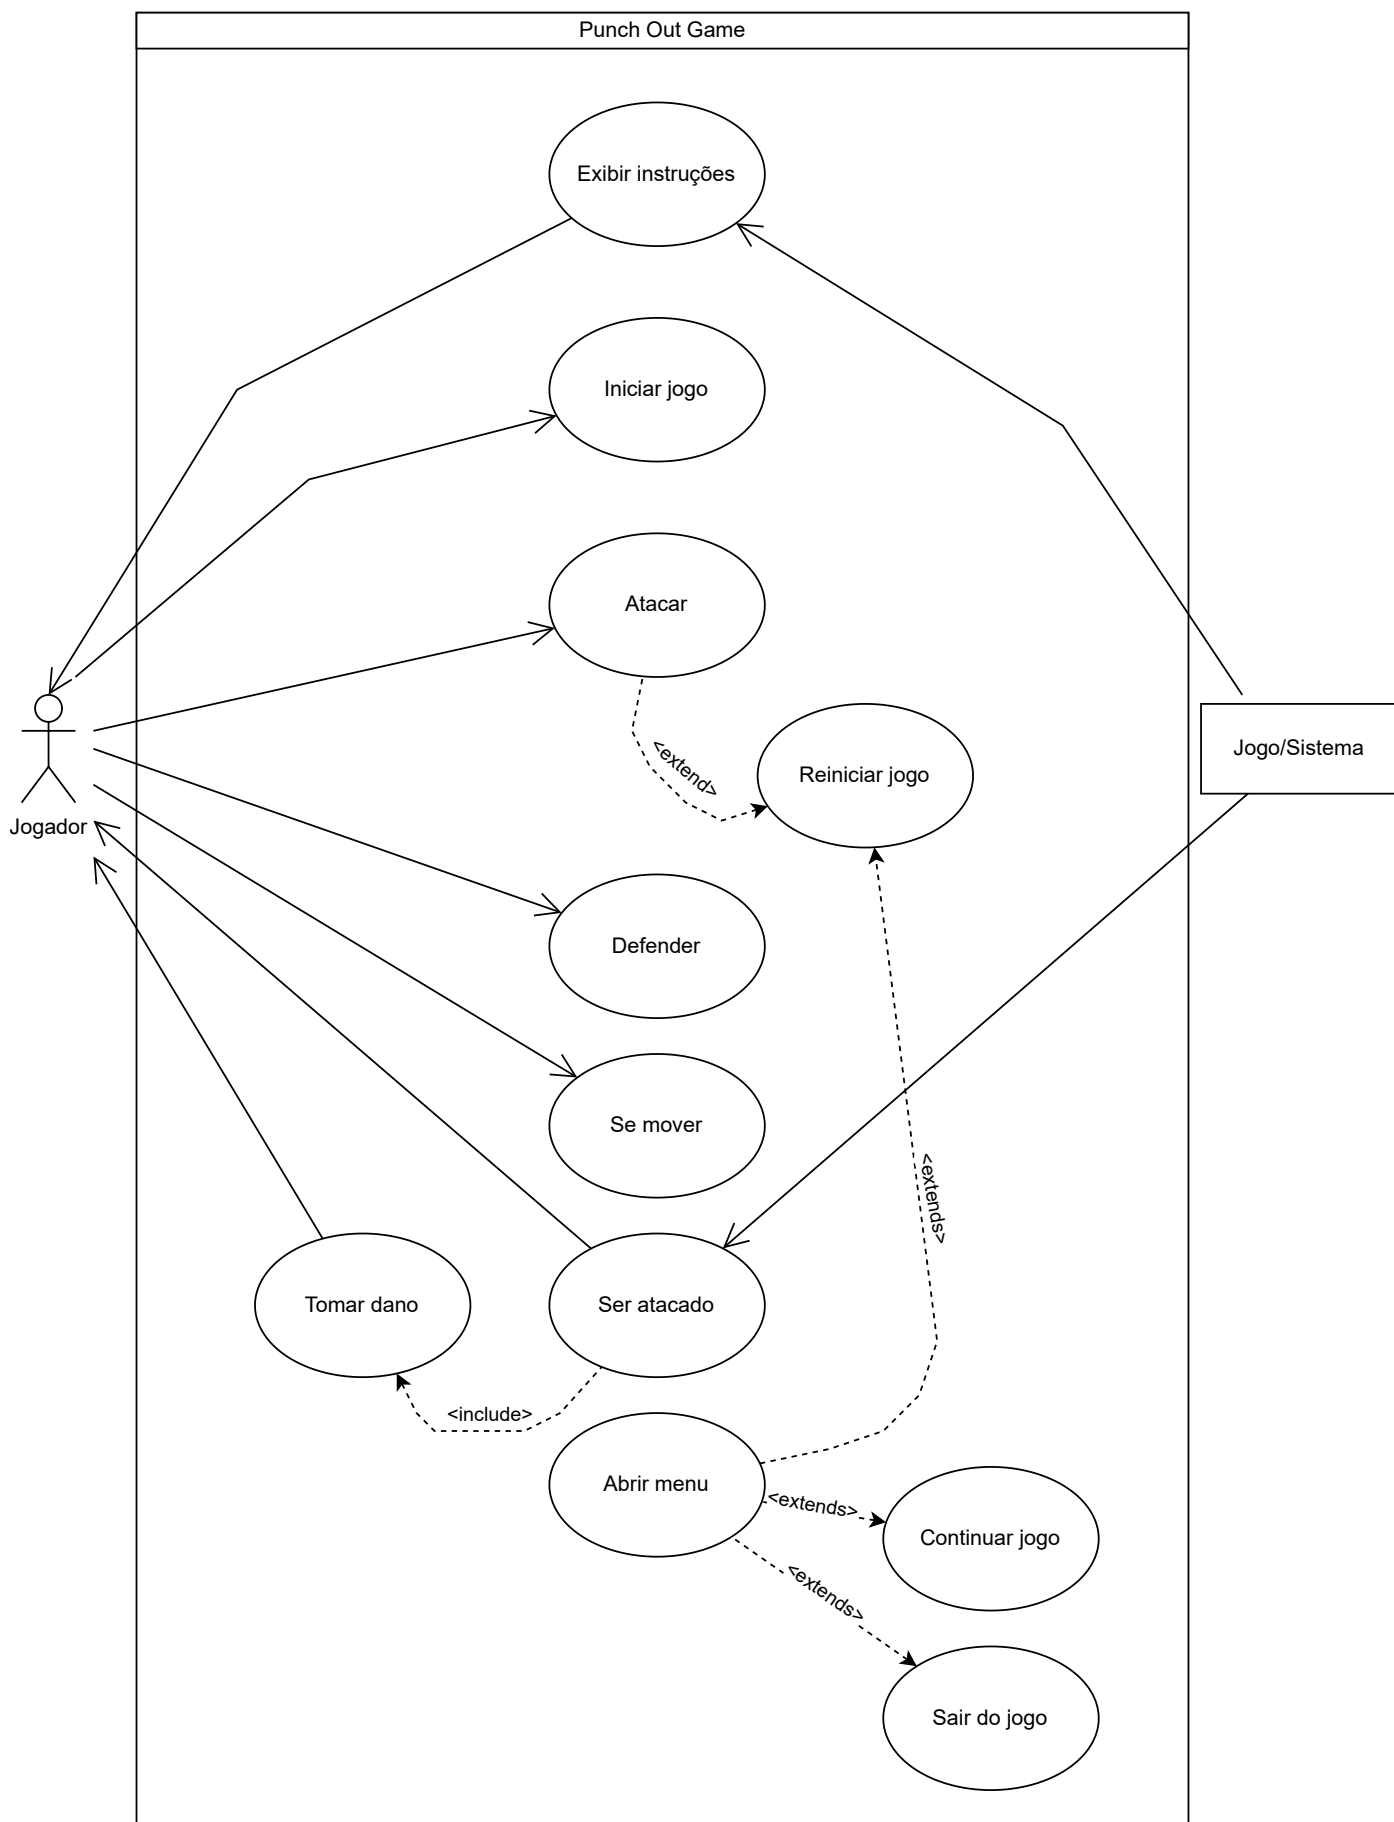 Punch Out Game
Exibir instruções
Iniciar jogo
Atacar
<extend>
Reiniciar jogo
Jogo/Sistema
Jogador
Defender
Se mover
<extends>
Tomar dano
Ser atacado
<include>
Abrir menu
<extends>
Continuar jogo
<extends>
Sair do jogo